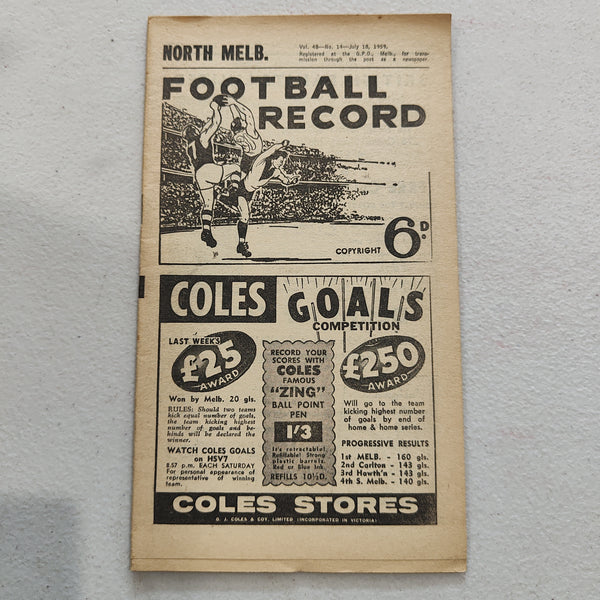 NORTH MELB.
Vol. 48—No. 14—July 18, 1959.
Registered at the G.P.O., Melb., for trans-
mission through the post as a newspaper.
FOOTBALL
RECORD
COPYRIGHT 6D.
COLES GOALS
COMPETITION
LAST WEEK'S
£25
AWARD
Won by Melb. 20 gls.
RULES: Should two teams
kick equal number of goals,
the team kicking highest
number of goals and be-
hinds will be declared the
winner.
WATCH COLES GOALS
on HSV7
8.57 p.m. EACH SATURDAY
For personal appearance of
representative of winning
team.
RECORD YOUR
SCORES WITH
COLES
FAMOUS
"ZING"
BALL POINT
PEN
1/3
It's retractable!
Refillable! Strong
plastic barrels.
Red or Blue Ink.
REFILLS 10½D.
£250
AWARD
Will go to the team
kicking highest number
of goals by end of
home & home series.
PROGRESSIVE RESULTS
1st MELB. - 160 gls.
2nd Carlton - 143 gls.
3rd Hawth'n - 143 gls.
4th S. Melb. - 140 gls.
COLES STORES
G. J. COLES & COY. LIMITED (INCORPORATED IN VICTORIA)